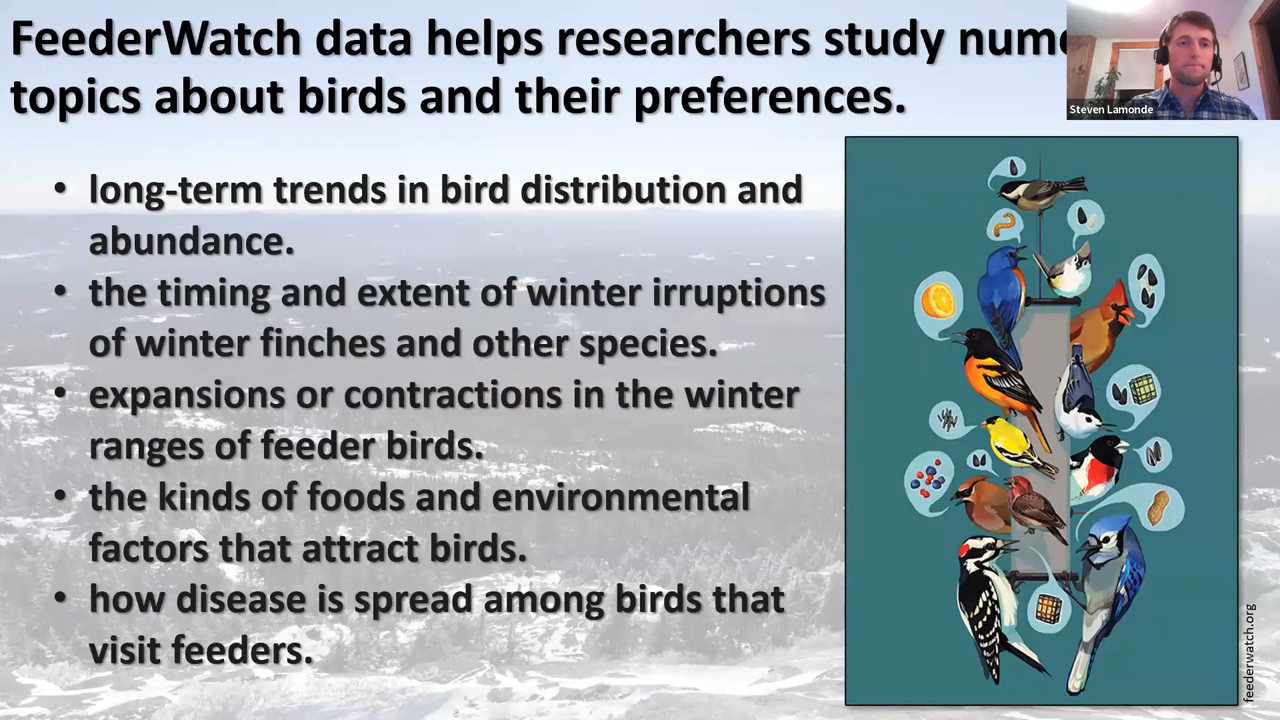 FeederWatch data helps researchers study
topics about birds and their preferences.
Steven Lamonde
• long-term trends in bird distribution and
abundance.
• the timing and extent of winter irruptions
of winter finches and other species.
• expansions or contractions in the winter
ranges of feeder birds.
• the kinds of foods and environmental
factors that attract birds.
• how disease is spread among birds that
visit feeders.
feederwatch.org